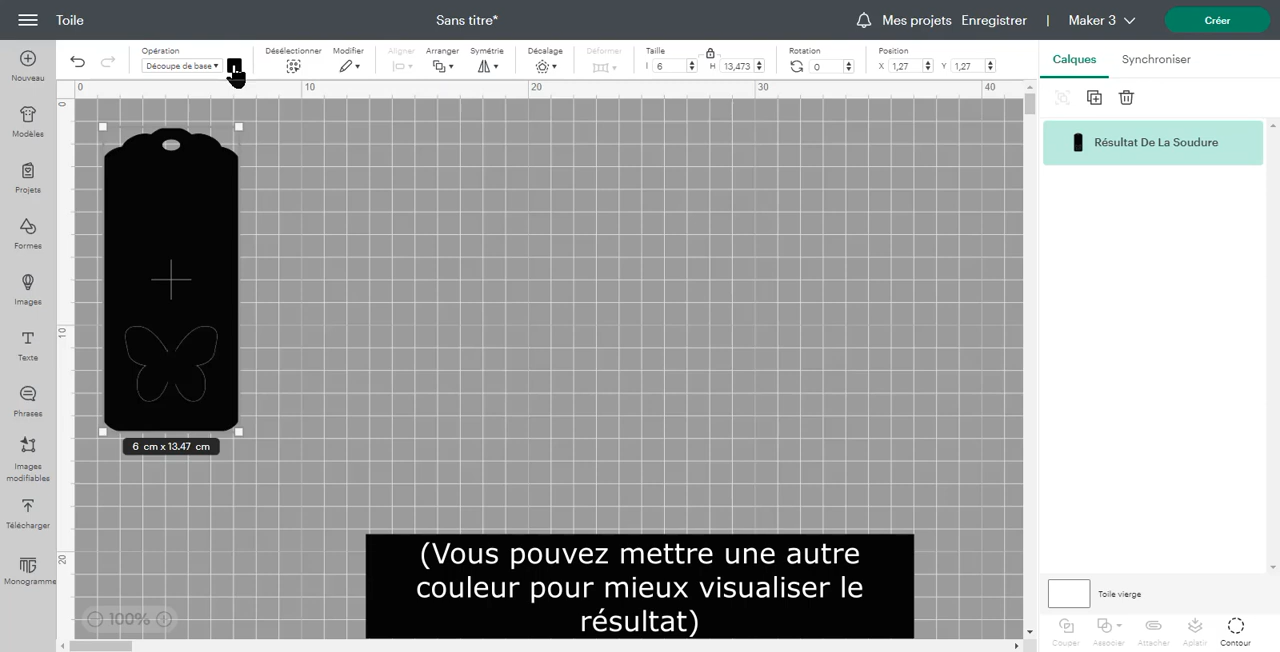 Toile
Sans titre*
Mes projets
Enregistrer
|
Maker 3
Créer
Opération
Découpe de base
Désélectionner
Modifier
Aligner
Arranger
Symétrie
Décalage
Déformer
Taille
l 6
H 13,473
Rotation
0
Position
X 1,27
Y 1,27
Calques
Synchroniser
Nouveau
Modèles
Projets
Formes
Images
Texte
Phrases
Images
modifiables
Télécharger
Monogramme
0
10
20
30
40
0
10
20
6 cm x 13.47 cm
100%
Résultat De La Soudure
(Vous pouvez mettre une autre
couleur pour mieux visualiser le
résultat)
Toile vierge
Couper
Associer
Attacher
Aplatir
Contour